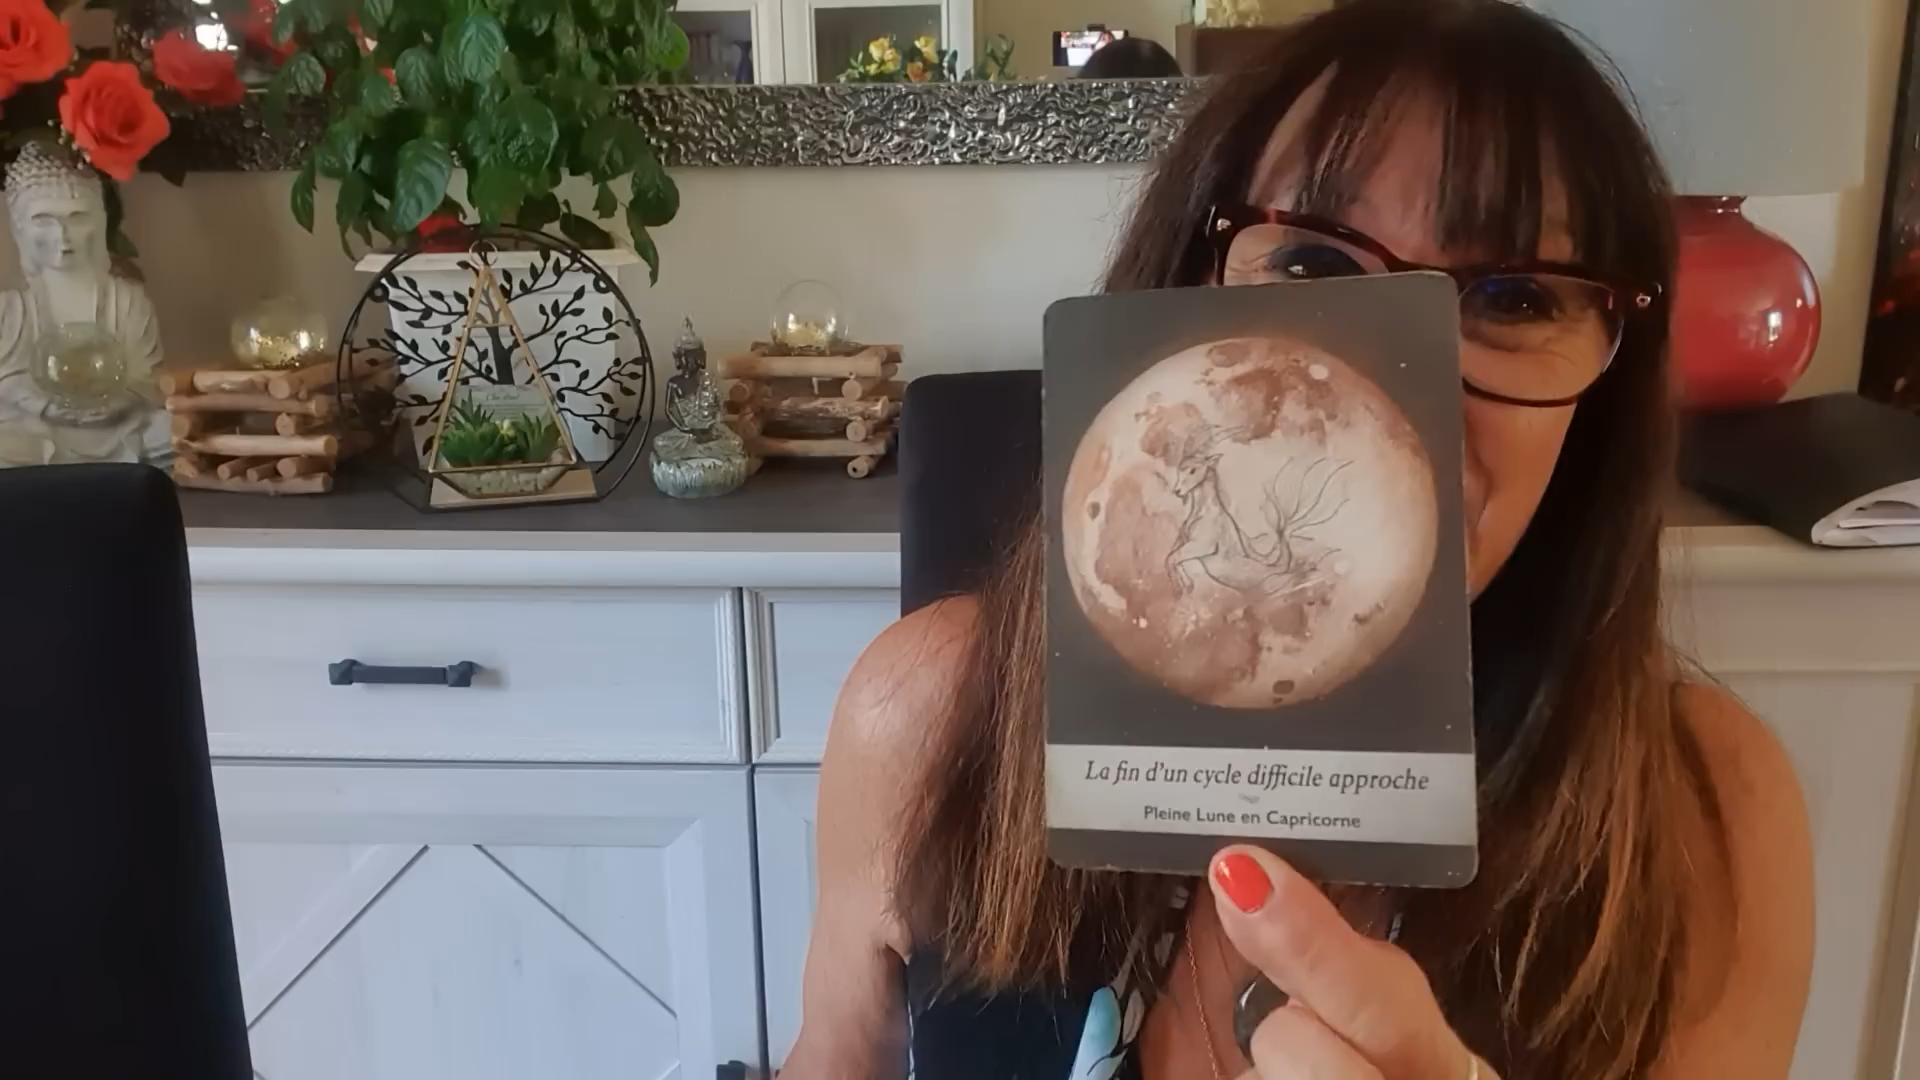 La fin d'un cycle difficile approche
Pleine Lune en Capricorne